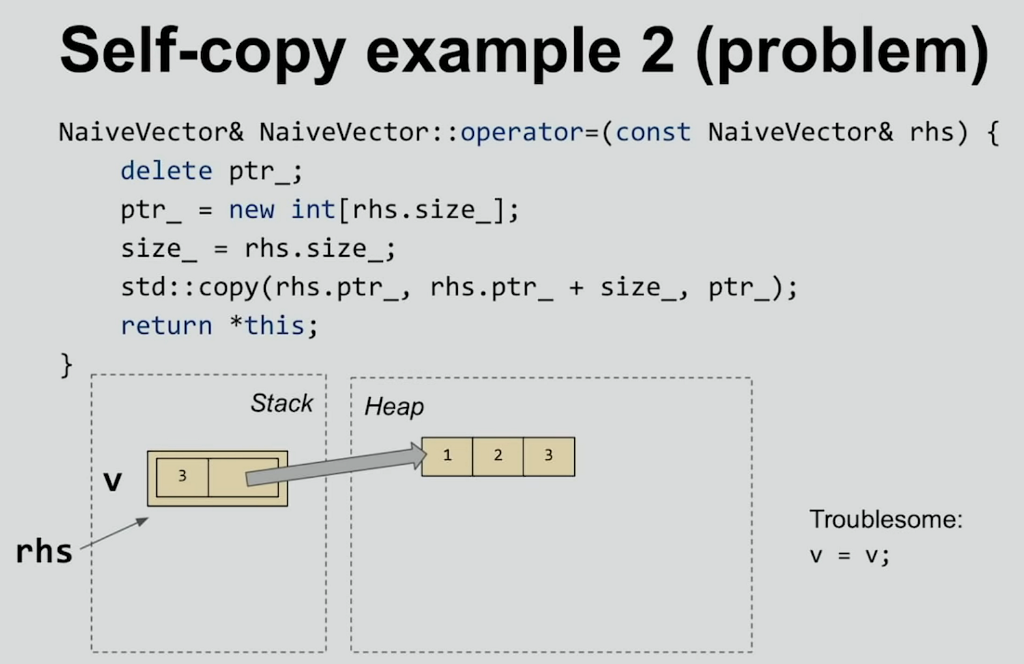 Self-copy example 2 (problem)
NaiveVector& NaiveVector::operator=(const NaiveVector& rhs) {
    delete ptr_;
    ptr_ = new int[rhs.size_];
    size_ = rhs.size_;
    std::copy(rhs.ptr_, rhs.ptr_ + size_, ptr_);
    return *this;
}
Stack
Heap
v
3
1 2 3
rhs
Troublesome:
v = v;